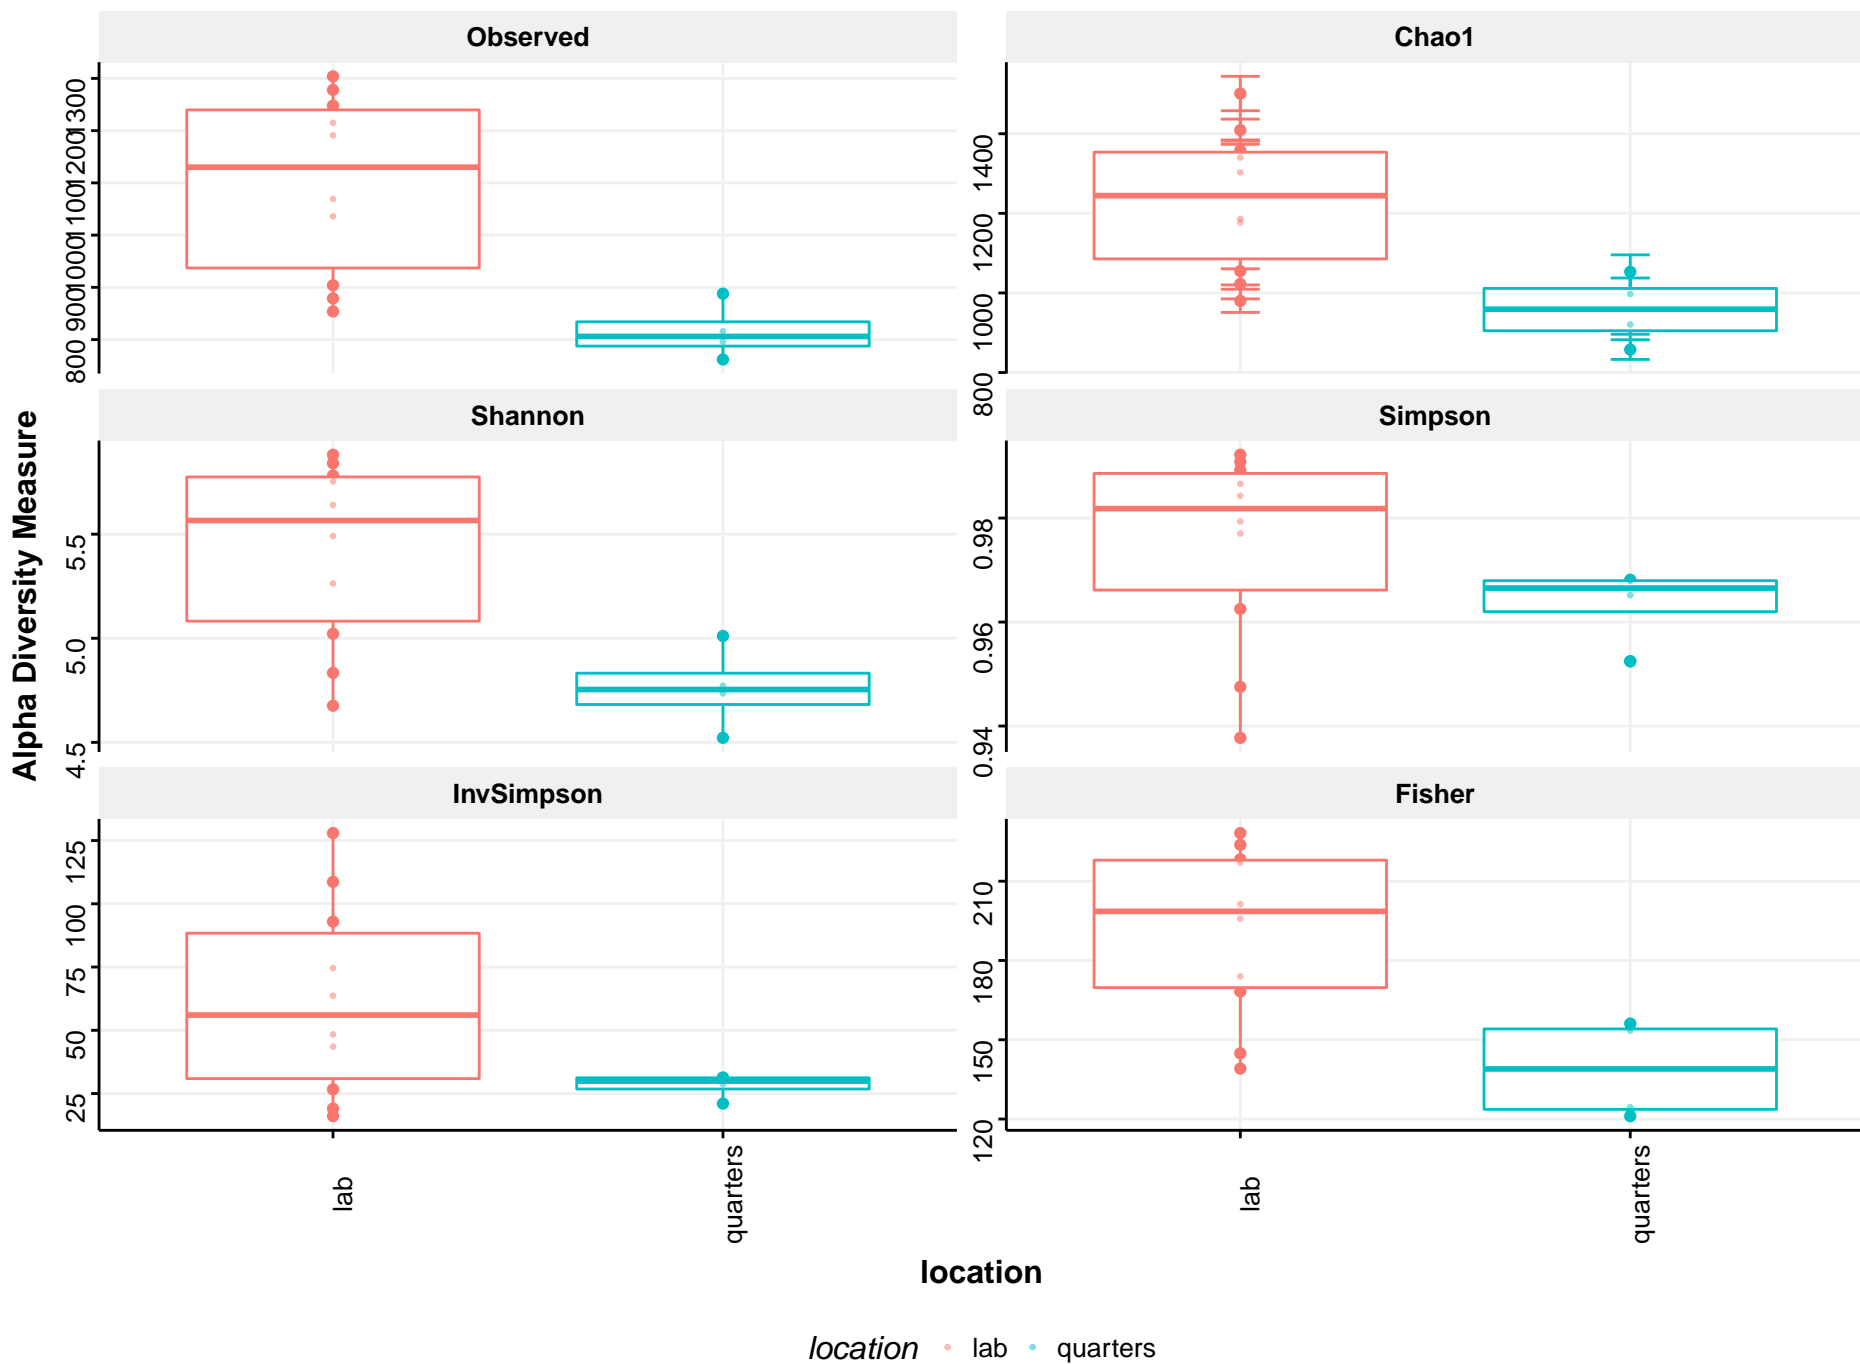 Observed
Chao1
1300
1200
1100
1000
900
800
1400
1200
1000
800
Shannon
Simpson
5.5
5.0
4.5
0.98
0.96
0.94
InvSimpson
Fisher
125
100
75
50
25
210
180
150
120
Alpha Diversity Measure
lab
quarters
lab
quarters
location
location lab quarters